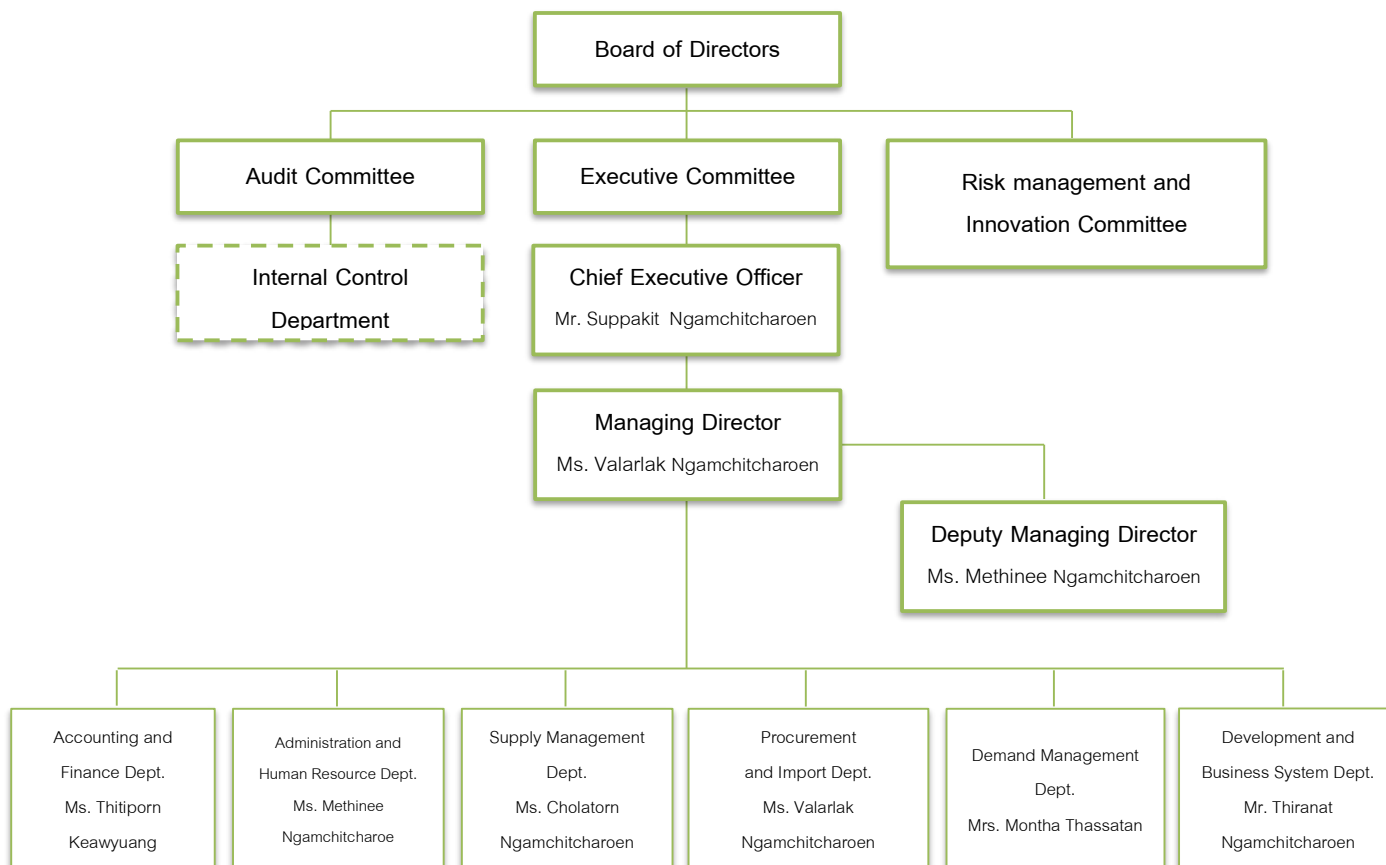 Board of Directors
Audit Committee
Executive Committee
Risk management and
Innovation Committee
Internal Control
Department
Chief Executive Officer
Mr. Suppakit Ngamchitcharoen
Managing Director
Ms. Valarlak Ngamchitcharoen
Deputy Managing Director
Ms. Methinee Ngamchitcharoen
Accounting and
Finance Dept.
Ms. Thitiporn
Keawyuang
Administration and
Human Resource Dept.
Ms. Methinee
Ngamchitcharoe
Supply Management
Dept.
Ms. Cholatorn
Ngamchitcharoen
Procurement
and Import Dept.
Ms. Valarlak
Ngamchitcharoen
Demand Management
Dept.
Mrs. Montha Thassatan
Development and
Business System Dept.
Mr. Thiranat
Ngamchitcharoen